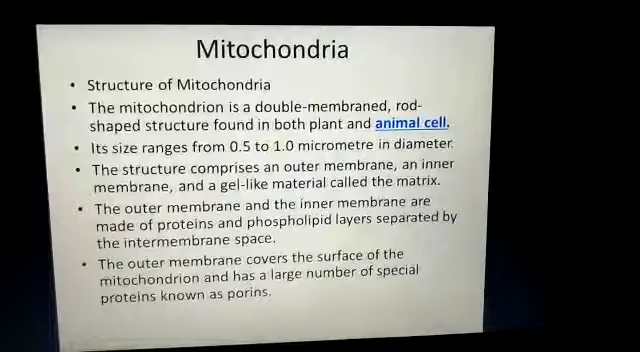 Mitochondria
• Structure of Mitochondria
• The mitochondrion is a double-membraned, rod-
shaped structure found in both plant and animal cell.
• Its size ranges from 0.5 to 1.0 micrometre in diameter.
• The structure comprises an outer membrane, an inner
membrane, and a gel-like material called the matrix.
• The outer membrane and the inner membrane are
made of proteins and phospholipid layers separated by
the intermembrane space.
• The outer membrane covers the surface of the
mitochondrion and has a large number of special
proteins known as porins.